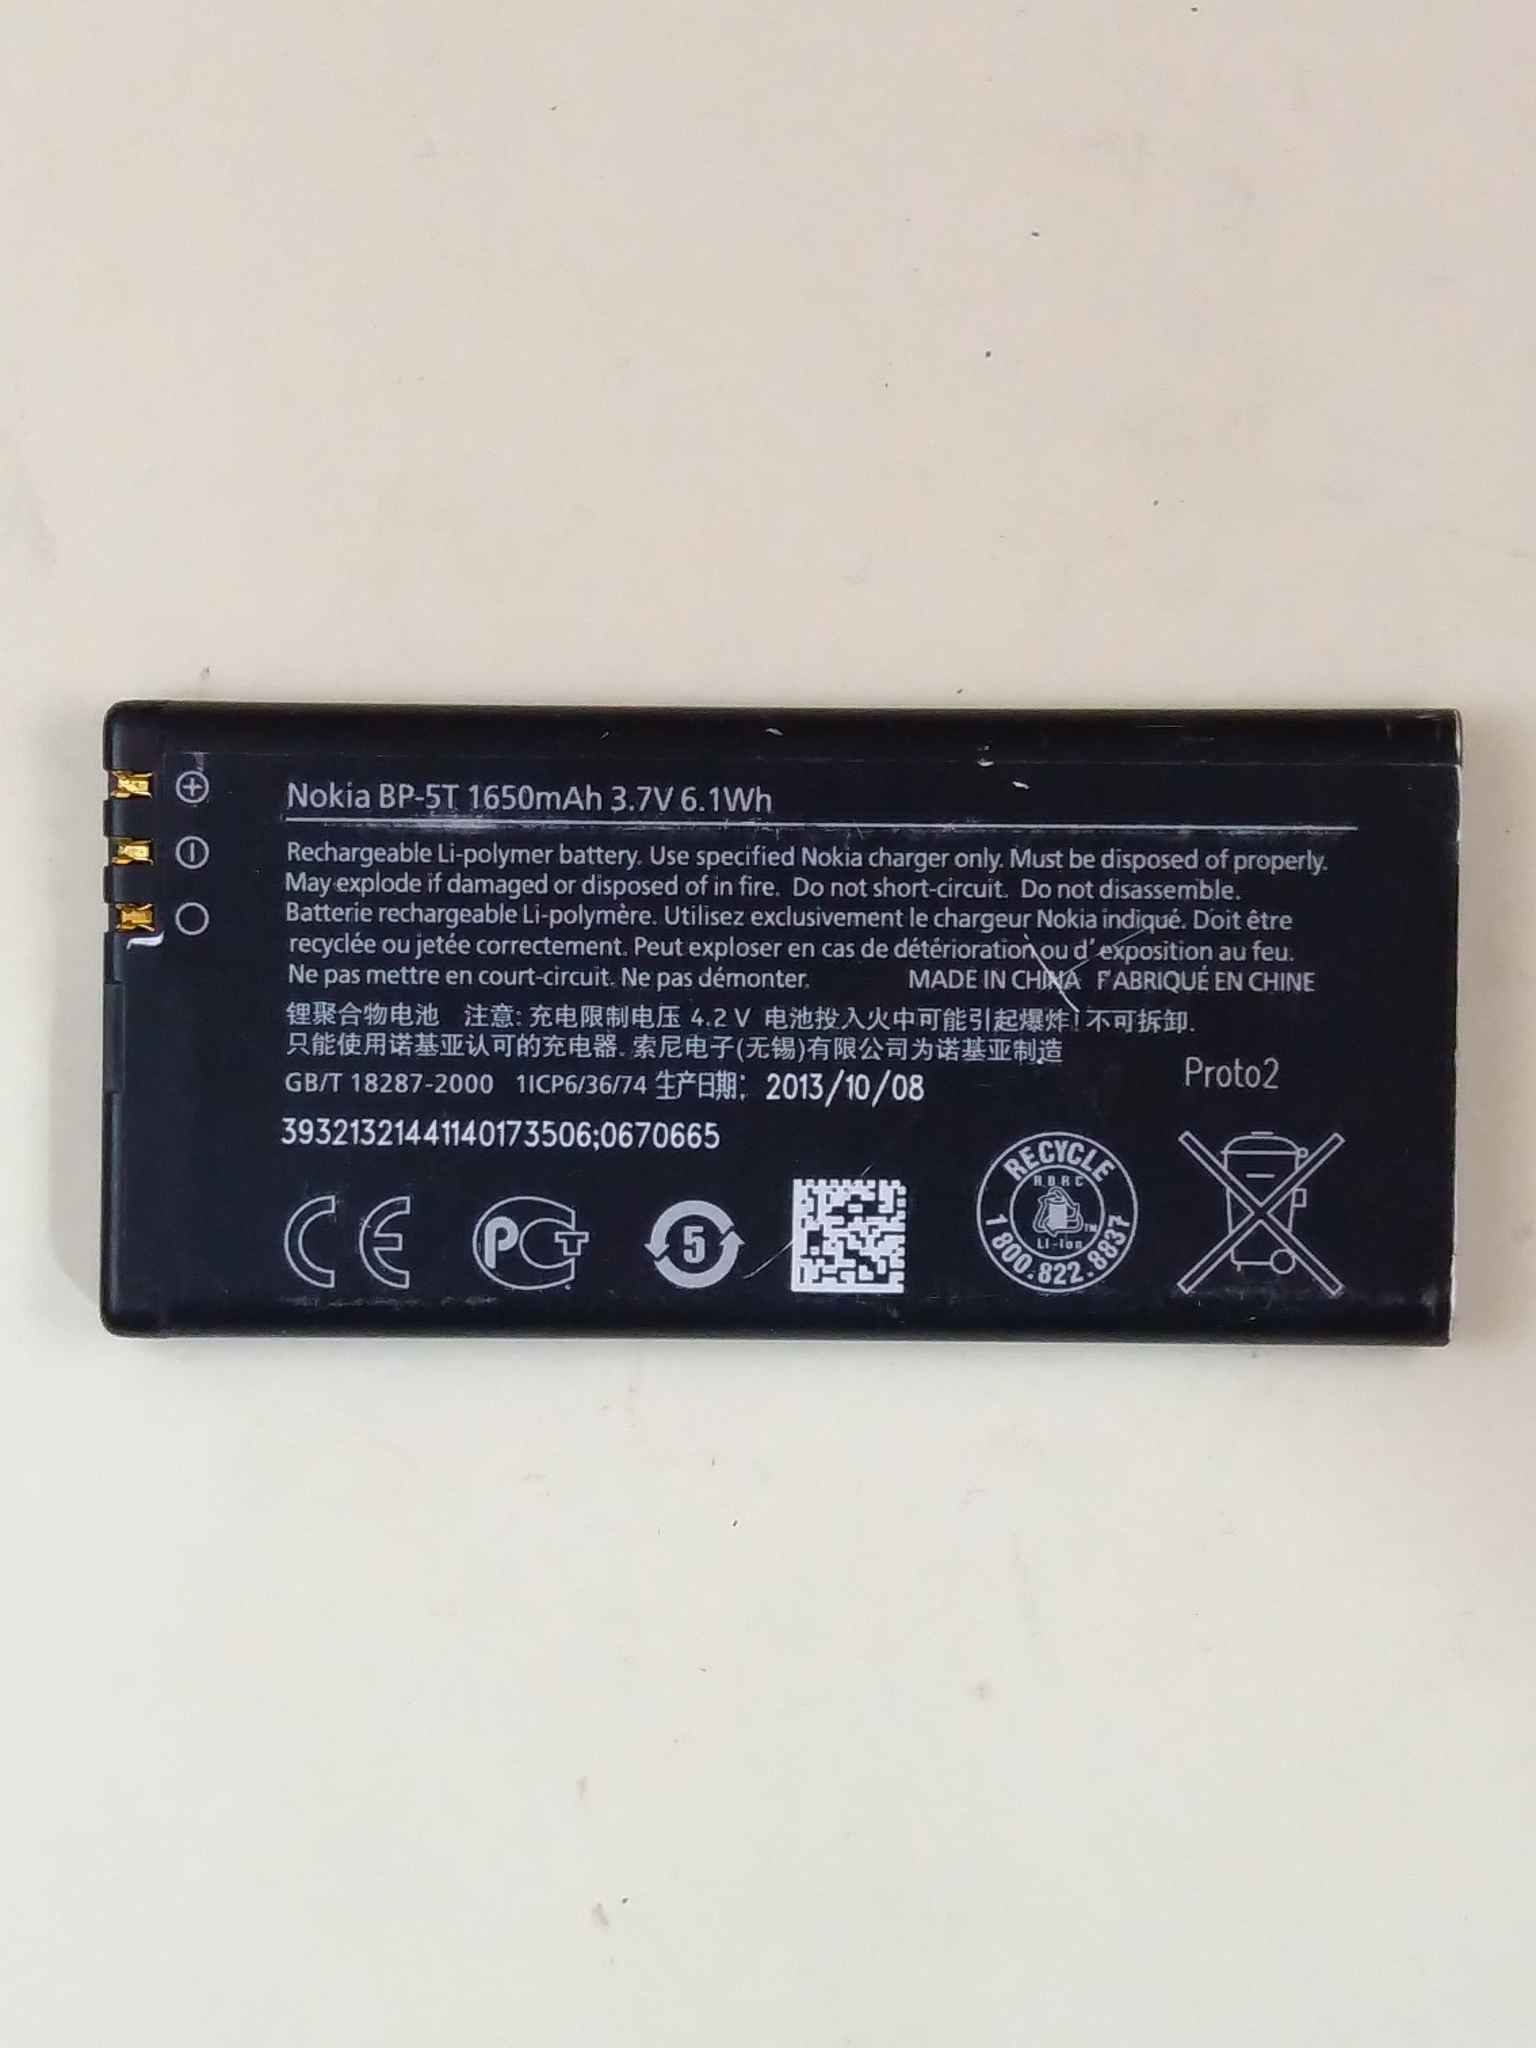 Nokia BP-5T 1650mAh 3.7V 6.1Wh
Rechargeable Li-polymer battery. Use specified Nokia charger only. Must be disposed of properly.
May explode if damaged or disposed of in fire. Do not short-circuit. Do not disassemble.
Batterie rechargeable Li-polymère. Utilisez exclusivement le chargeur Nokia indiqué. Doit être
recyclée ou jetée correctement. Peut exploser en cas de détérioration ou d' exposition au feu.
Ne pas mettre en court-circuit. Ne pas démonter. MADE IN CHINA FABRIQUÉ EN CHINE
锂聚合物电池 注意: 充电限制电压 4.2 V 电池投入火中可能引起爆炸! 不可拆卸.
只能使用诺基亚认可的充电器. 索尼电子(无锡)有限公司为诺基亚制造
GB/T 18287-2000 1ICP6/36/74 生产日期: 2013/10/08
Proto2
39321321441140173506;0670665
CE
PCT
5
RECYCLE
RBRC
Li-Ion
TM
1.800.822.8837